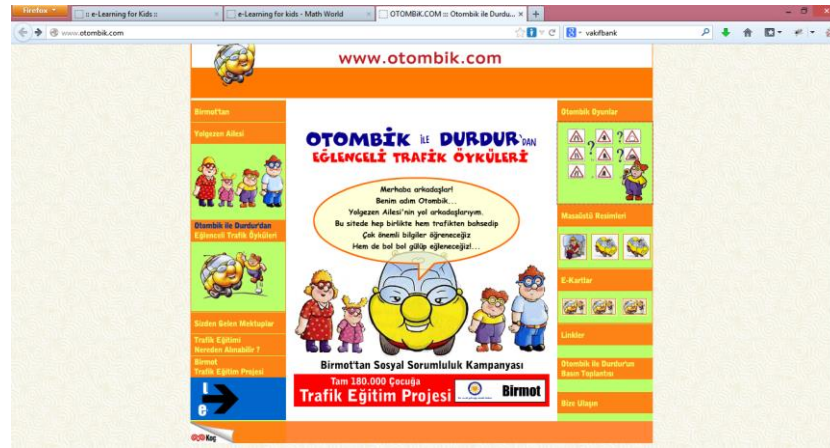 Firefox
:: e-Learning for Kids ::
e-Learning for kids - Math World
OTOMBiK.COM :: Otombik ile Durdu...
www.otombik.com
vakıfbank
www.otombik.com
Birmot'tan
Yolgezen Ailesi
Otombik ile Durdur'dan
Eğlenceli Trafik Öyküleri
Sizden Gelen Mektuplar
Trafik Eğitimi
Nereden Alınabilir ?
Birmot
Trafik Eğitim Projesi
Koç
OTOMBİK İLE DURDUR'DAN
EĞLENCELİ TRAFİK ÖYKÜLERİ
Merhaba arkadaşlar!
Benim adım Otombik...
Yolgezen Ailesi'nin yol arkadaşlarıyım.
Bu sitede hep birlikte hem trafikten bahsedip
Çok önemli bilgiler öğreneceğiz
Hem de bol bol gülüp eğleneceğiz!...
Birmot'tan Sosyal Sorumluluk Kampanyası
Tam 180.000 Çocuğa
Trafik Eğitim Projesi
Birmot
Otombik Oyunlar
Masaüstü Resimleri
E-Kartlar
Linkler
Otombik ile Durdur'un
Basın Toplantısı
Bize Ulaşın